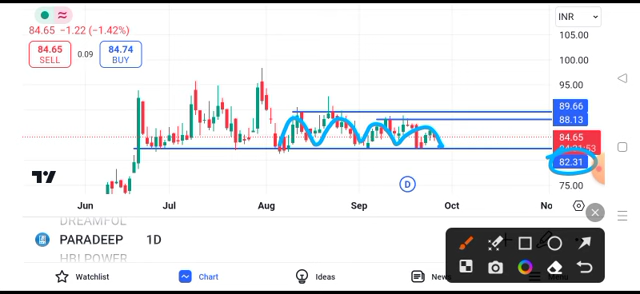 INR
84.65 −1.22 (−1.42%)
105.00
84.65 SELL
0.09
84.74 BUY
100.00
95.00
89.66
88.13
84.65
82.31
75.00
D
Jun Jul Aug Sep Oct No
DREAMFUL
PARADEEP 1D
HBLPOWER
Watchlist Chart Ideas News Menu